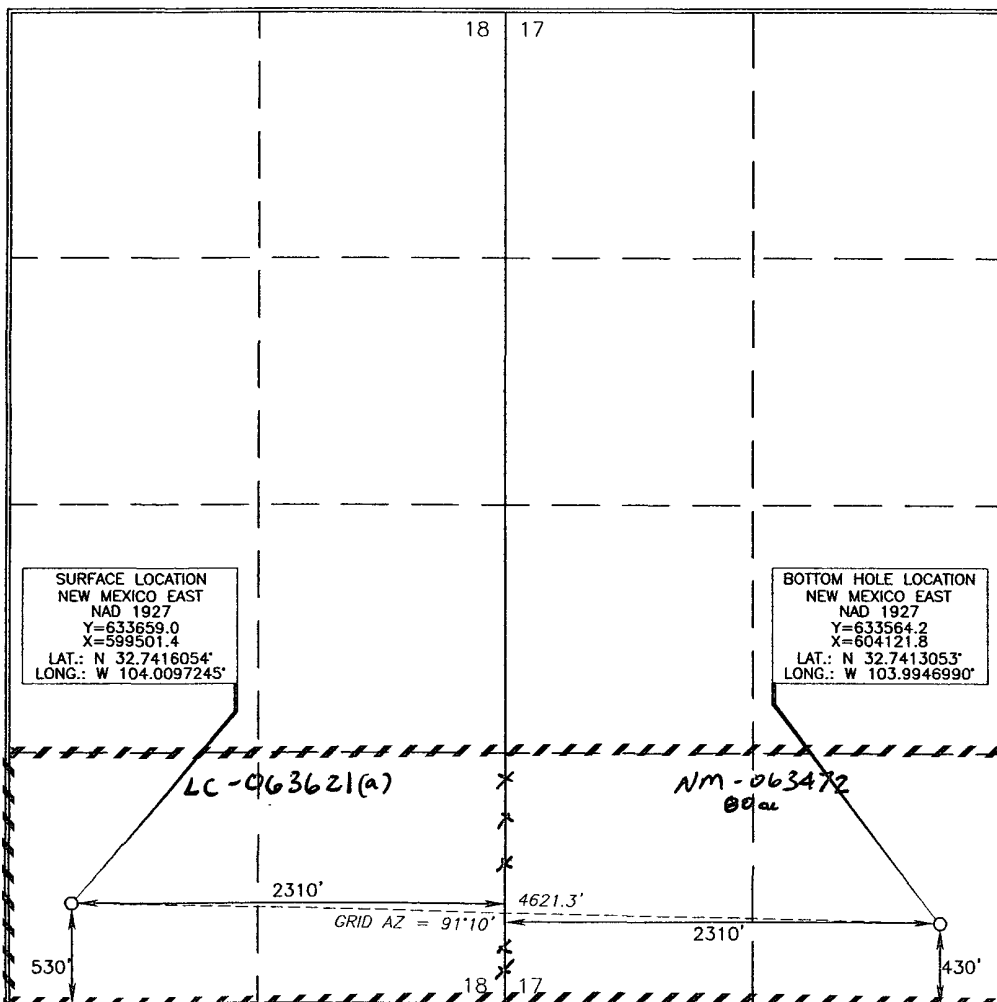 18 17
SURFACE LOCATION
NEW MEXICO EAST
NAD 1927
Y=633659.0
X=599501.4
LAT.: N 32.7416054°
LONG.: W 104.0097245°
BOTTOM HOLE LOCATION
NEW MEXICO EAST
NAD 1927
Y=633564.2
X=604121.8
LAT.: N 32.7413053°
LONG.: W 103.9946990°
LC-063621(a)
NM-063472
80 ac
2310'
4621.3'
GRID AZ = 91°10'
2310'
530'
430'
18 17